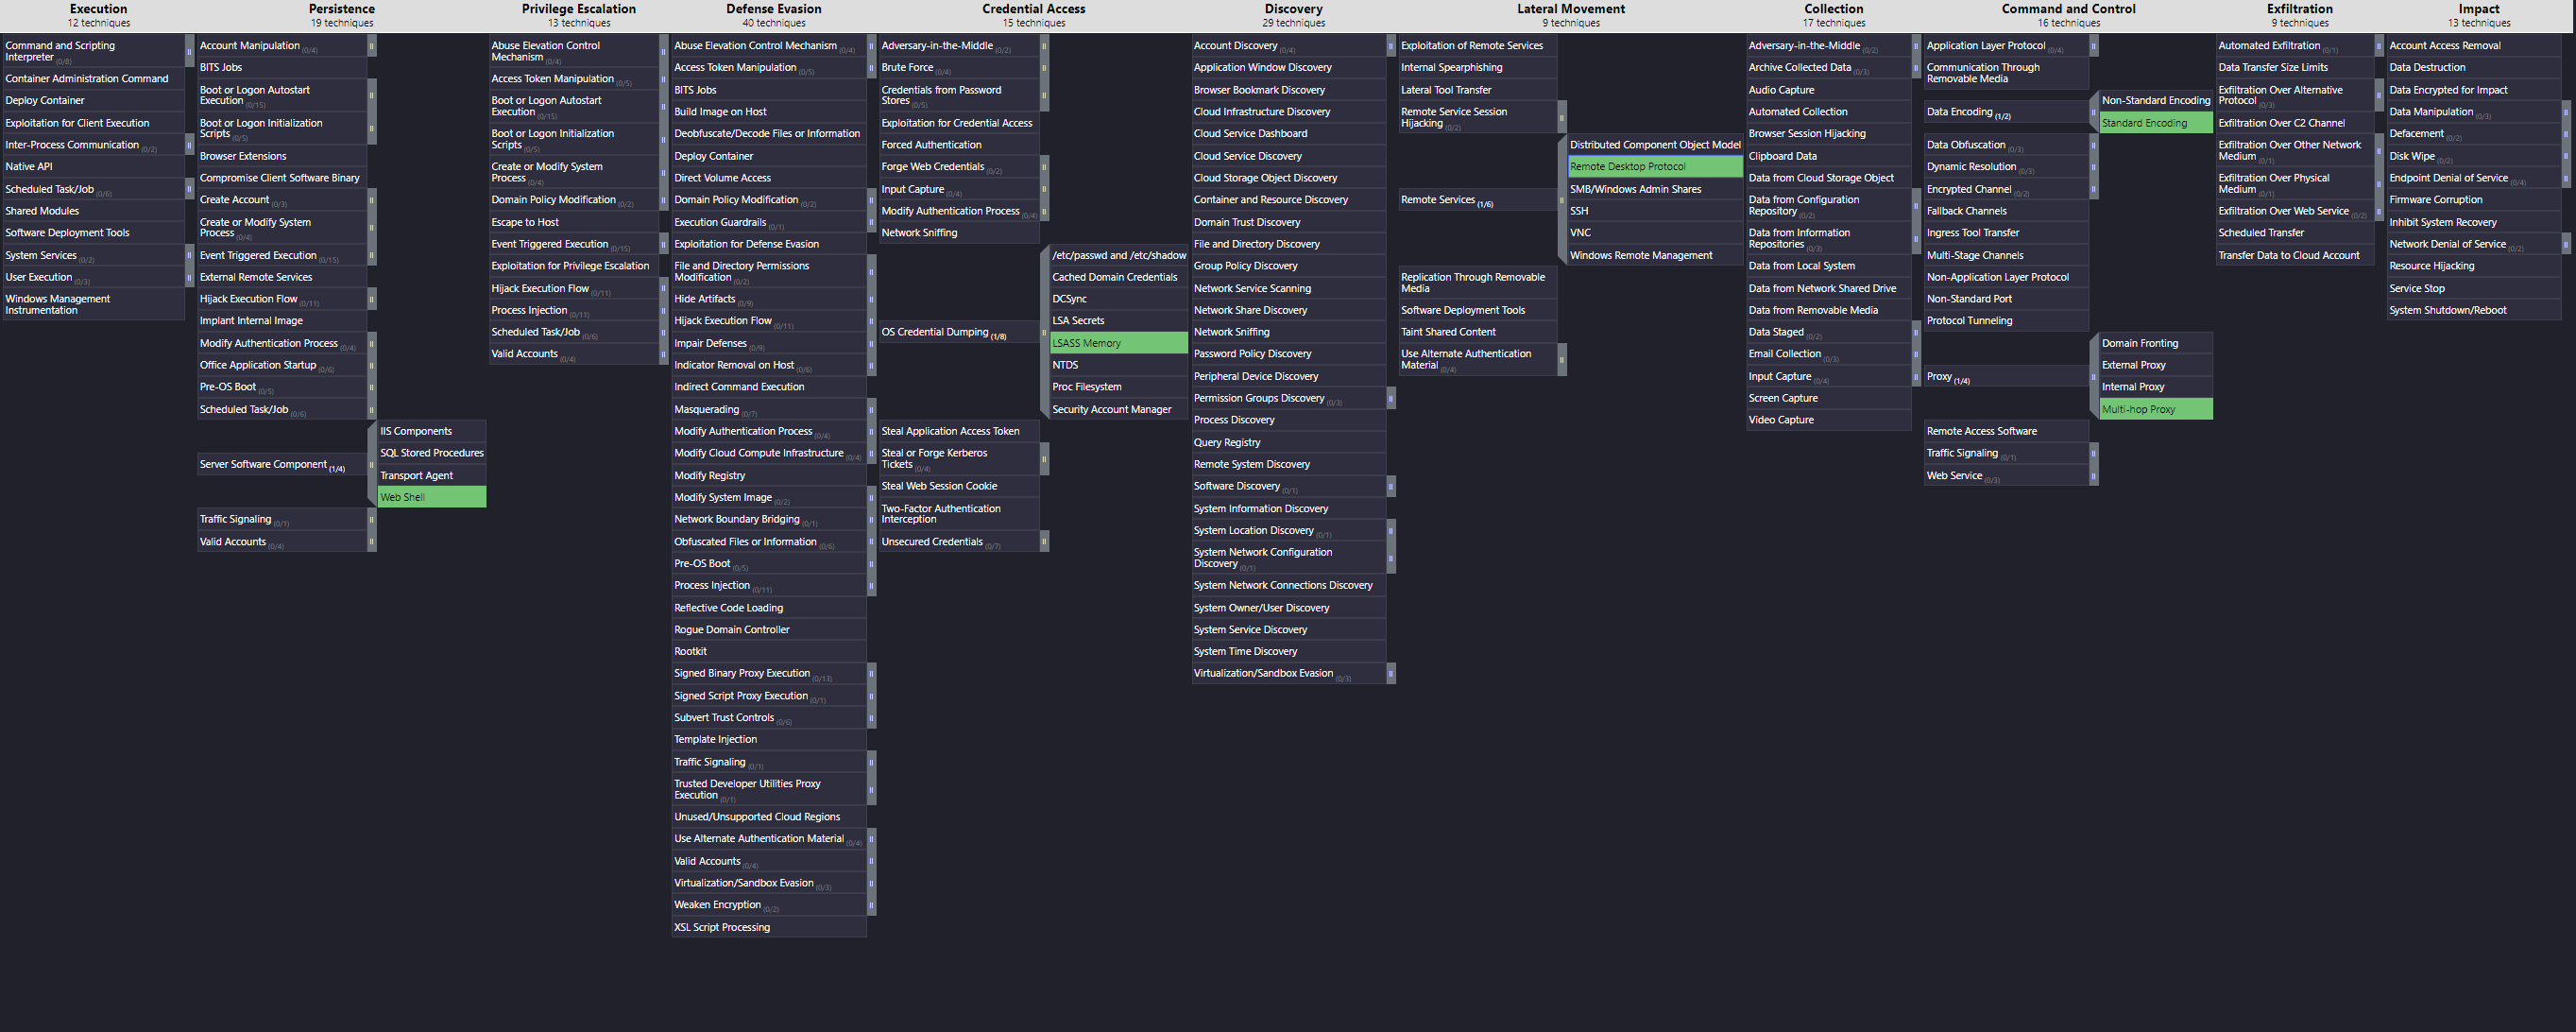 Execution
12 techniques
Command and Scripting
Interpreter (0/8)
Container Administration Command
Deploy Container
Exploitation for Client Execution
Inter-Process Communication (0/2)
Native API
Scheduled Task/Job (0/6)
Shared Modules
Software Deployment Tools
System Services (0/2)
User Execution (0/3)
Windows Management
Instrumentation
Persistence
19 techniques
Account Manipulation (0/4)
BITS Jobs
Boot or Logon Autostart
Execution (0/15)
Boot or Logon Initialization
Scripts (0/5)
Browser Extensions
Compromise Client Software Binary
Create Account (0/3)
Create or Modify System
Process (0/4)
Event Triggered Execution (0/15)
External Remote Services
Hijack Execution Flow (0/11)
Implant Internal Image
Modify Authentication Process (0/4)
Office Application Startup (0/6)
Pre-OS Boot (0/5)
Scheduled Task/Job (0/6)
Server Software Component (1/4)
IIS Components
SQL Stored Procedures
Transport Agent
Web Shell
Traffic Signaling (0/1)
Valid Accounts (0/4)
Privilege Escalation
13 techniques
Abuse Elevation Control
Mechanism (0/4)
Access Token Manipulation (0/5)
Boot or Logon Autostart
Execution (0/15)
Boot or Logon Initialization
Scripts (0/5)
Create or Modify System
Process (0/4)
Domain Policy Modification (0/2)
Escape to Host
Event Triggered Execution (0/15)
Exploitation for Privilege Escalation
Hijack Execution Flow (0/11)
Process Injection (0/11)
Scheduled Task/Job (0/6)
Valid Accounts (0/4)
Defense Evasion
40 techniques
Abuse Elevation Control Mechanism (0/4)
Access Token Manipulation (0/5)
BITS Jobs
Build Image on Host
Deobfuscate/Decode Files or Information
Deploy Container
Direct Volume Access
Domain Policy Modification (0/2)
Execution Guardrails (0/1)
Exploitation for Defense Evasion
File and Directory Permissions
Modification (0/2)
Hide Artifacts (0/9)
Hijack Execution Flow (0/11)
Impair Defenses (0/9)
Indicator Removal on Host (0/6)
Indirect Command Execution
Masquerading (0/7)
Modify Authentication Process (0/4)
Modify Cloud Compute Infrastructure (0/4)
Modify Registry
Modify System Image (0/2)
Network Boundary Bridging (0/1)
Obfuscated Files or Information (0/6)
Pre-OS Boot (0/5)
Process Injection (0/11)
Reflective Code Loading
Rogue Domain Controller
Rootkit
Signed Binary Proxy Execution (0/13)
Signed Script Proxy Execution (0/1)
Subvert Trust Controls (0/6)
Template Injection
Traffic Signaling (0/1)
Trusted Developer Utilities Proxy
Execution (0/1)
Unused/Unsupported Cloud Regions
Use Alternate Authentication Material (0/4)
Valid Accounts (0/4)
Virtualization/Sandbox Evasion (0/3)
Weaken Encryption (0/2)
XSL Script Processing
Credential Access
15 techniques
Adversary-in-the-Middle (0/2)
Brute Force (0/4)
Credentials from Password
Stores (0/5)
Exploitation for Credential Access
Forced Authentication
Forge Web Credentials (0/2)
Input Capture (0/4)
Modify Authentication Process (0/4)
Network Sniffing
OS Credential Dumping (1/8)
/etc/passwd and /etc/shadow
Cached Domain Credentials
DCSync
LSA Secrets
LSASS Memory
NTDS
Proc Filesystem
Security Account Manager
Steal Application Access Token
Steal or Forge Kerberos
Tickets (0/4)
Steal Web Session Cookie
Two-Factor Authentication
Interception
Unsecured Credentials (0/7)
Discovery
29 techniques
Account Discovery (0/4)
Application Window Discovery
Browser Bookmark Discovery
Cloud Infrastructure Discovery
Cloud Service Dashboard
Cloud Service Discovery
Cloud Storage Object Discovery
Container and Resource Discovery
Domain Trust Discovery
File and Directory Discovery
Group Policy Discovery
Network Service Scanning
Network Share Discovery
Network Sniffing
Password Policy Discovery
Peripheral Device Discovery
Permission Groups Discovery (0/3)
Process Discovery
Query Registry
Remote System Discovery
Software Discovery (0/1)
System Information Discovery
System Location Discovery (0/1)
System Network Configuration
Discovery (0/1)
System Network Connections Discovery
System Owner/User Discovery
System Service Discovery
System Time Discovery
Virtualization/Sandbox Evasion (0/3)
Lateral Movement
9 techniques
Exploitation of Remote Services
Internal Spearphishing
Lateral Tool Transfer
Remote Service Session
Hijacking (0/2)
Remote Services (1/6)
Distributed Component Object Model
Remote Desktop Protocol
SMB/Windows Admin Shares
SSH
VNC
Windows Remote Management
Replication Through Removable
Media
Software Deployment Tools
Taint Shared Content
Use Alternate Authentication
Material (0/4)
Collection
17 techniques
Adversary-in-the-Middle (0/2)
Archive Collected Data (0/3)
Audio Capture
Automated Collection
Browser Session Hijacking
Clipboard Data
Data from Cloud Storage Object
Data from Configuration
Repository (0/2)
Data from Information
Repositories (0/3)
Data from Local System
Data from Network Shared Drive
Data from Removable Media
Data Staged (0/2)
Email Collection (0/3)
Input Capture (0/4)
Screen Capture
Video Capture
Command and Control
16 techniques
Application Layer Protocol (0/4)
Communication Through
Removable Media
Data Encoding (1/2)
Non-Standard Encoding
Standard Encoding
Data Obfuscation (0/3)
Dynamic Resolution (0/3)
Encrypted Channel (0/2)
Fallback Channels
Ingress Tool Transfer
Multi-Stage Channels
Non-Application Layer Protocol
Non-Standard Port
Protocol Tunneling
Proxy (1/4)
Domain Fronting
External Proxy
Internal Proxy
Multi-hop Proxy
Remote Access Software
Traffic Signaling (0/1)
Web Service (0/3)
Exfiltration
9 techniques
Automated Exfiltration (0/1)
Data Transfer Size Limits
Exfiltration Over Alternative
Protocol (0/3)
Exfiltration Over C2 Channel
Exfiltration Over Other Network
Medium (0/1)
Exfiltration Over Physical
Medium (0/1)
Exfiltration Over Web Service (0/2)
Scheduled Transfer
Transfer Data to Cloud Account
Impact
13 techniques
Account Access Removal
Data Destruction
Data Encrypted for Impact
Data Manipulation (0/3)
Defacement (0/2)
Disk Wipe (0/2)
Endpoint Denial of Service (0/4)
Firmware Corruption
Inhibit System Recovery
Network Denial of Service (0/2)
Resource Hijacking
Service Stop
System Shutdown/Reboot